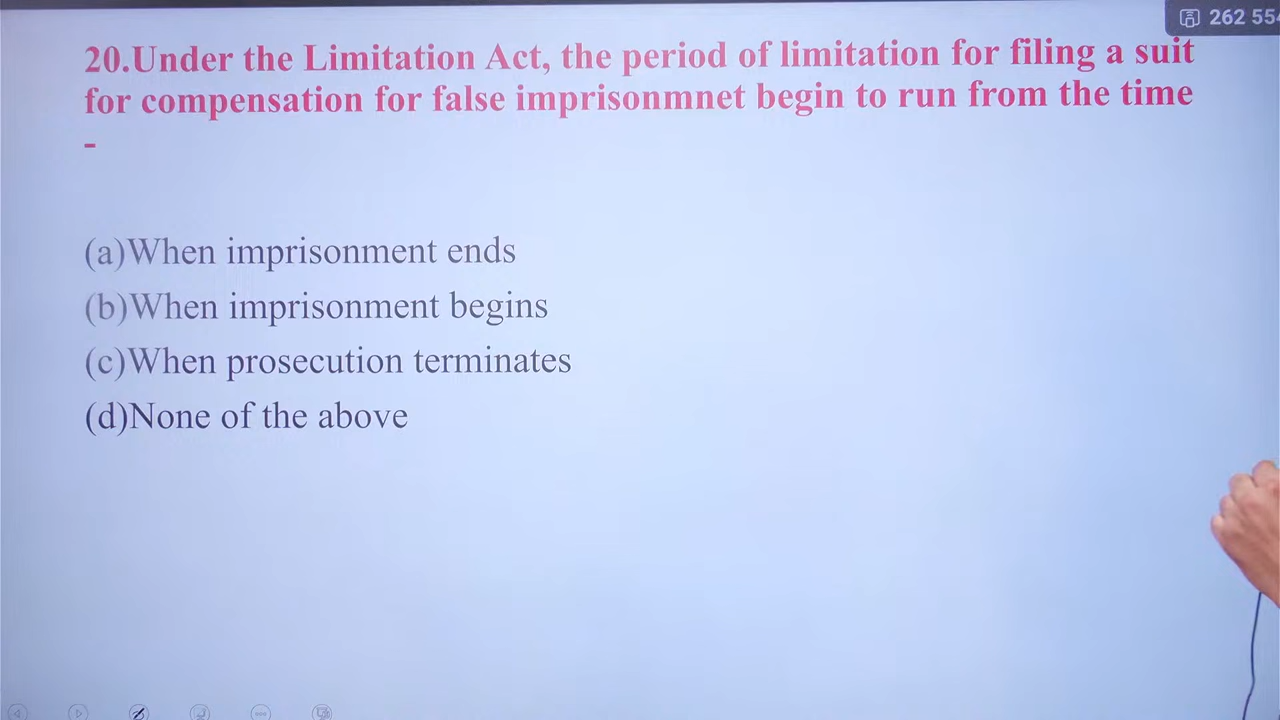 262 554
20.Under the Limitation Act, the period of limitation for filing a suit
for compensation for false imprisonmnet begin to run from the time
-
(a)When imprisonment ends
(b)When imprisonment begins
(c)When prosecution terminates
(d)None of the above